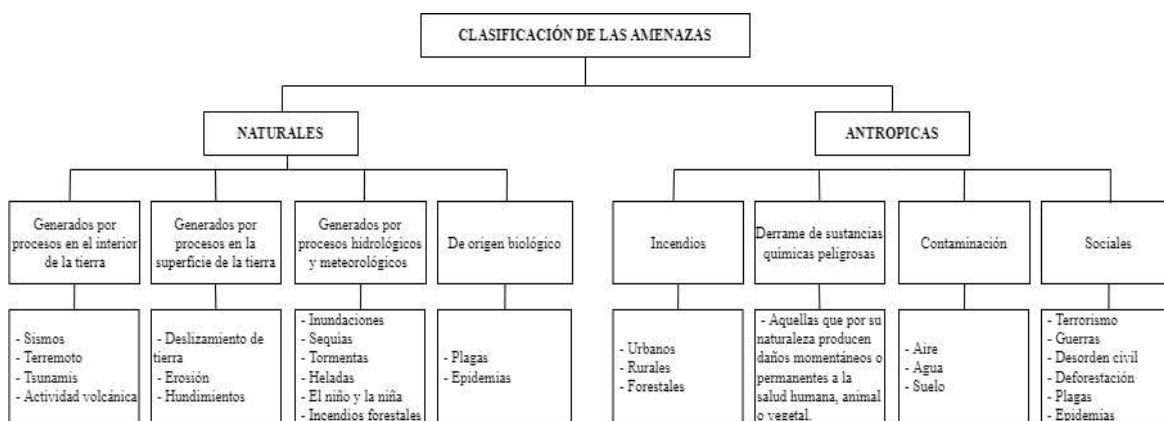 CLASIFICACIÓN DE LAS AMENAZAS
NATURALES
ANTROPICAS
Generados por
procesos en el interior
de la tierra
Generados por
procesos en la
superficie de la tierra
Generados por
procesos hidrológicos
y meteorológicos
De origen biológico
Incendios
Derrame de sustancias
químicas peligrosas
Contaminación
Sociales
- Sismos
- Terremoto
- Tsunamis
- Actividad volcánica
- Deslizamiento de
tierra
- Erosión
- Hundimientos
- Inundaciones
- Sequias
- Tormentas
- Heladas
- El niño y la niña
- Incendios forestales
- Plagas
- Epidemias
- Urbanos
- Rurales
- Forestales
- Aquellas que por su
naturaleza producen
daños momentáneos o
permanentes a la
salud humana, animal
o vegetal.
- Aire
- Agua
- Suelo
- Terrorismo
- Guerras
- Desorden civil
- Deforestación
- Plagas
- Epidemias